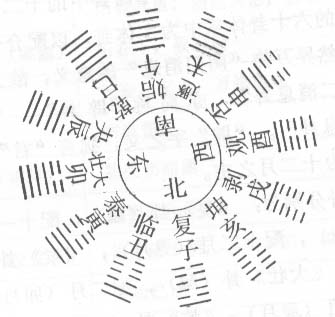 南
东
西
北
午 姤
未 遯
申 否
酉 观
戌 剥
亥 坤
子 复
丑 临
寅 泰
卯 大壮
辰 夬
巳 乾